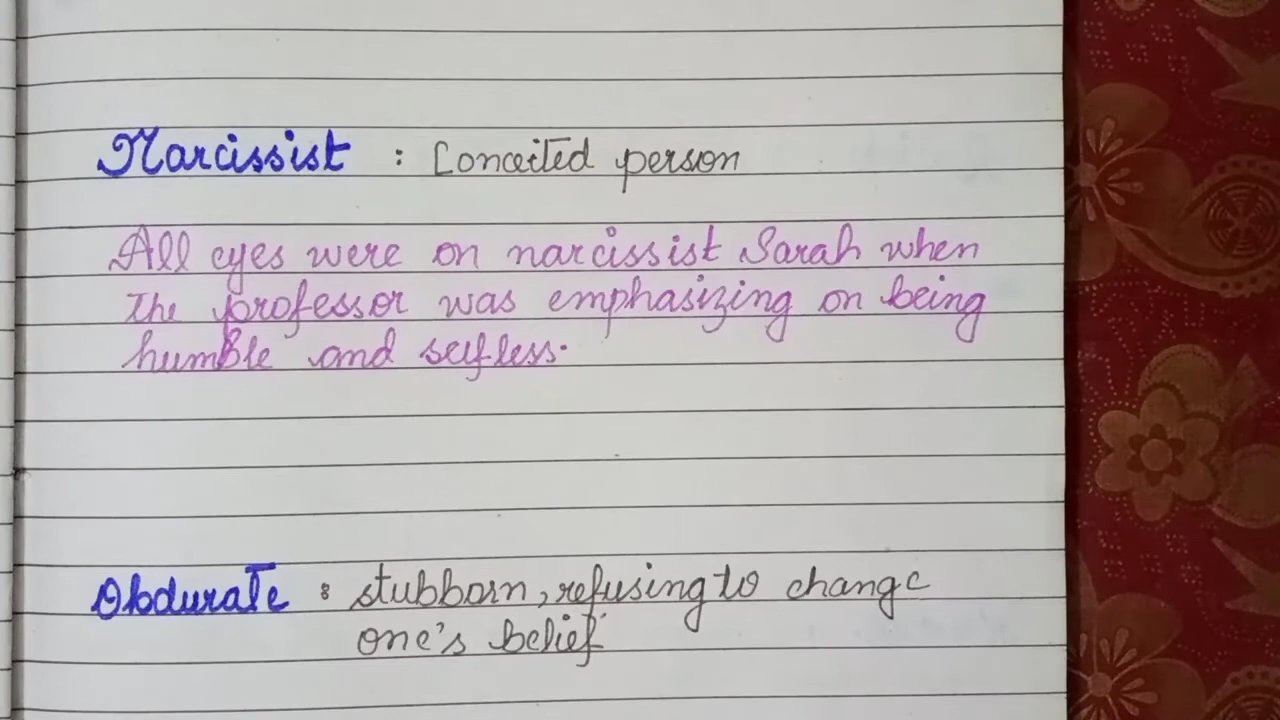 Narcissist : Conceited person
All eyes were on narcissist Sarah when
the professor was emphasizing on being
humble and selfless.
Obdurate : stubborn, refusing to change
one's belief